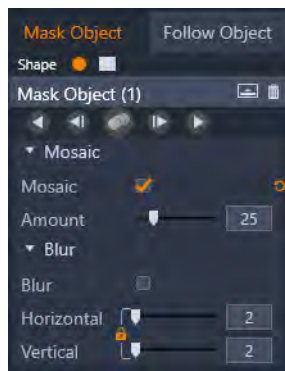 Mask Object Follow Object
Shape
Mask Object (1)
Mosaic
Mosaic
Amount 25
Blur
Blur
Horizontal 2
Vertical 2